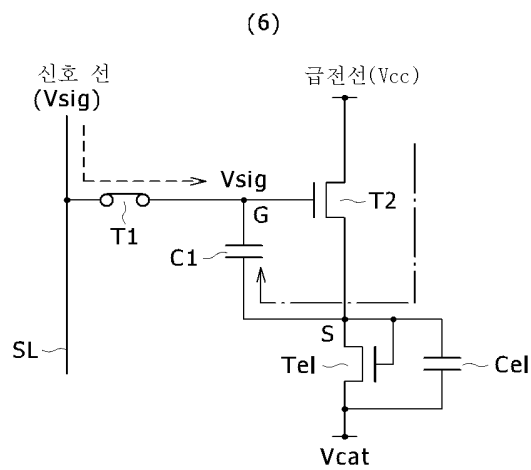 (6)
신호 선
(Vsig)
급전선(Vcc)
Vsig
T1
G
T2
C1
S
SL
Tel
Cel
Vcat